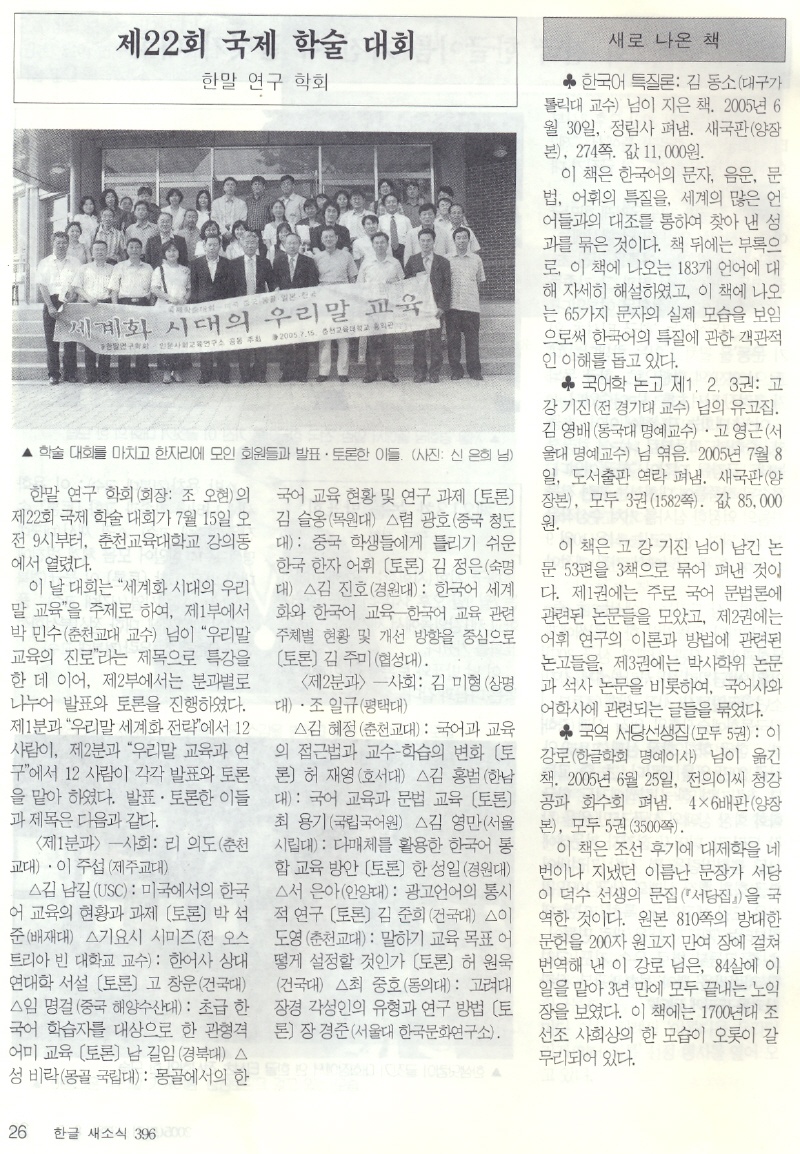 제22회 국제 학술 대회
한말 연구 학회
세계화 시대의 우리말 교육
▲ 학술 대회를 마치고 한자리에 모인 회원들과 발표·토론한 이들. (사진: 신 은희 님)
한말 연구 학회(회장: 조 오현)의
제22회 국제 학술 대회가 7월 15일 오
전 9시부터, 춘천교육대학교 강의동
에서 열렸다.
이 날 대회는 “세계화 시대의 우리
말 교육”을 주제로 하여, 제1부에서
박 민수(춘천교대 교수) 님이 “우리말
교육의 진로”라는 제목으로 특강을
한 데 이어, 제2부에서는 분과별로
나누어 발표와 토론을 진행하였다.
제1분과 “우리말 세계화 전략”에서 12
사람이, 제2분과 “우리말 교육과 연
구”에서 12 사람이 각각 발표와 토론
을 맡아 하였다. 발표·토론한 이들
과 제목은 다음과 같다.
〈제1분과〉—사회: 리 의도(춘천
교대)·이 주섭(제주교대)
△김 남길(USC): 미국에서의 한국
어 교육의 현황과 과제 〔토론〕 박 석
준(배재대) △기요시 시미즈(전 오스
트리아 빈 대학교 교수): 한어사 상대
연대학 서설 〔토론〕 고 창운(건국대)
△임 명걸(중국 해양수산대): 초급 한
국어 학습자를 대상으로 한 관형격
어미 교육 〔토론〕 남 길임(경북대) △
성 비락(몽골 국립대): 몽골에서의 한
국어 교육 현황 및 연구 과제 〔토론〕
김 슬옹(목원대) △렴 광호(중국 청도
대): 중국 학생들에게 틀리기 쉬운
한국 한자 어휘 〔토론〕 김 정은(숙명
대) △김 진호(경원대): 한국어 세계
화와 한국어 교육—한국어 교육 관련
주체별 현황 및 개선 방향을 중심으로
〔토론〕 김 주미(협성대).
〈제2분과〉—사회: 김 미형(상명
대)·조 일규(평택대)
△김 혜정(춘천교대): 국어과 교육
의 접근법과 교수-학습의 변화 〔토
론〕 허 재영(호서대) △김 홍범(한남
대): 국어 교육과 문법 교육 〔토론〕
최 용기(국립국어원) △김 영만(서울
시립대): 다매체를 활용한 한국어 통
합 교육 방안 〔토론〕 한 성일(경원대)
△서 은아(안양대): 광고언어의 통시
적 연구 〔토론〕 김 준희(건국대) △이
도영(춘천교대): 말하기 교육 목표 어
떻게 설정할 것인가 〔토론〕 허 원욱
(건국대) △최 중호(동의대): 고려대
장경 각성인의 유형과 연구 방법 〔토
론〕 장 경준(서울대 한국문화연구소).
새로 나온 책
♣ 한국어 특질론: 김 동소(대구가
톨릭대 교수) 님이 지은 책. 2005년 6
월 30일, 정림사 펴냄. 새국판(양장
본), 274쪽. 값 11,000원.
이 책은 한국어의 문자, 음운, 문
법, 어휘의 특질을, 세계의 많은 언
어들과의 대조를 통하여 찾아 낸 성
과를 묶은 것이다. 책 뒤에는 부록으
로, 이 책에 나오는 183개 언어에 대
해 자세히 해설하였고, 이 책에 나오
는 65가지 문자의 실제 모습을 보임
으로써 한국어의 특질에 관한 객관적
인 이해를 돕고 있다.
♣ 국어학 논고 제1, 2, 3권: 고
강 기진(전 경기대 교수) 님의 유고집.
김 영배(동국대 명예교수)·고 영근(서
울대 명예교수) 님 엮음. 2005년 7월 8
일, 도서출판 역락 펴냄. 새국판(양
장본), 모두 3권(1582쪽). 값 85,000
원.
이 책은 고 강 기진 님이 남긴 논
문 53편을 3책으로 묶어 펴낸 것이
다. 제1권에는 주로 국어 문법론에
관련된 논문들을 모았고, 제2권에는
어휘 연구의 이론과 방법에 관련된
논고들을, 제3권에는 박사학위 논문
과 석사 논문을 비롯하여, 국어사와
어학사에 관련되는 글들을 묶었다.
♣ 국역 서당선생집(모두 5권): 이
강로(한글학회 명예이사) 님이 옮긴
책. 2005년 6월 25일, 전의이씨 청강
공파 화수회 펴냄. 4×6배판(양장
본), 모두 5권(3500쪽).
이 책은 조선 후기에 대제학을 네
번이나 지냈던 이름난 문장가 서당
이 덕수 선생의 문집(『서당집』)을 국
역한 것이다. 원본 810쪽의 방대한
문헌을 200자 원고지 만여 장에 걸쳐
번역해 낸 이 강로 님은, 84살에 이
일을 맡아 3년 만에 모두 끝내는 노익
장을 보였다. 이 책에는 1700년대 조
선조 사회상의 한 모습이 오롯이 갈
무리되어 있다.
26 한글 새소식 396